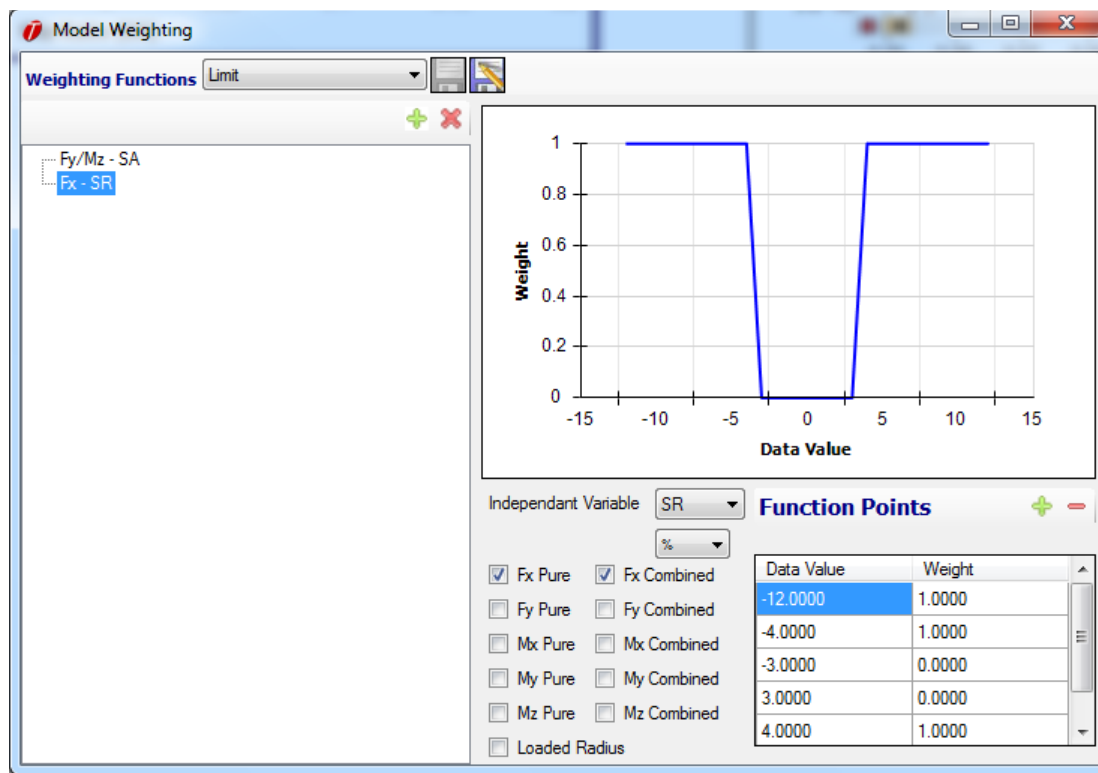 Model Weighting
Weighting Functions Limit
Fy/Mz - SA
Fx - SR
1
0.8
0.6
0.4
0.2
0
Weight
-15 -10 -5 0 5 10 15
Data Value
Independant Variable SR
%
Fx Pure Fx Combined
Fy Pure Fy Combined
Mx Pure Mx Combined
My Pure My Combined
Mz Pure Mz Combined
Loaded Radius
Function Points
Data Value Weight
-12.0000 1.0000
-4.0000 1.0000
-3.0000 0.0000
3.0000 0.0000
4.0000 1.0000